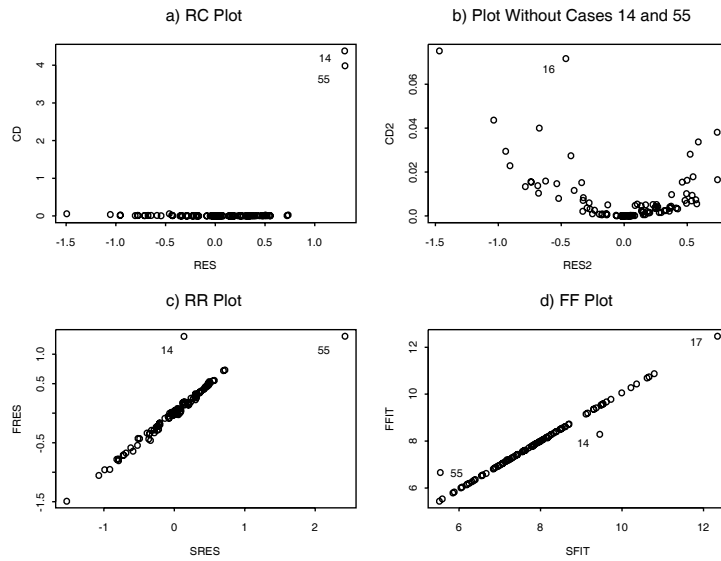 a) RC Plot
CD
0 1 2 3 4
14
55
-1.5 -1.0 -0.5 0.0 0.5 1.0
RES
b) Plot Without Cases 14 and 55
CD2
0.0 0.02 0.04 0.06
16
-1.5 -1.0 -0.5 0.0 0.5
RES2
c) RR Plot
FRES
-1.5 -0.5 0.5 1.0
14
55
-1 0 1 2
SRES
d) FF Plot
FFIT
6 8 10 12
17
14
55
6 8 10 12
SFIT